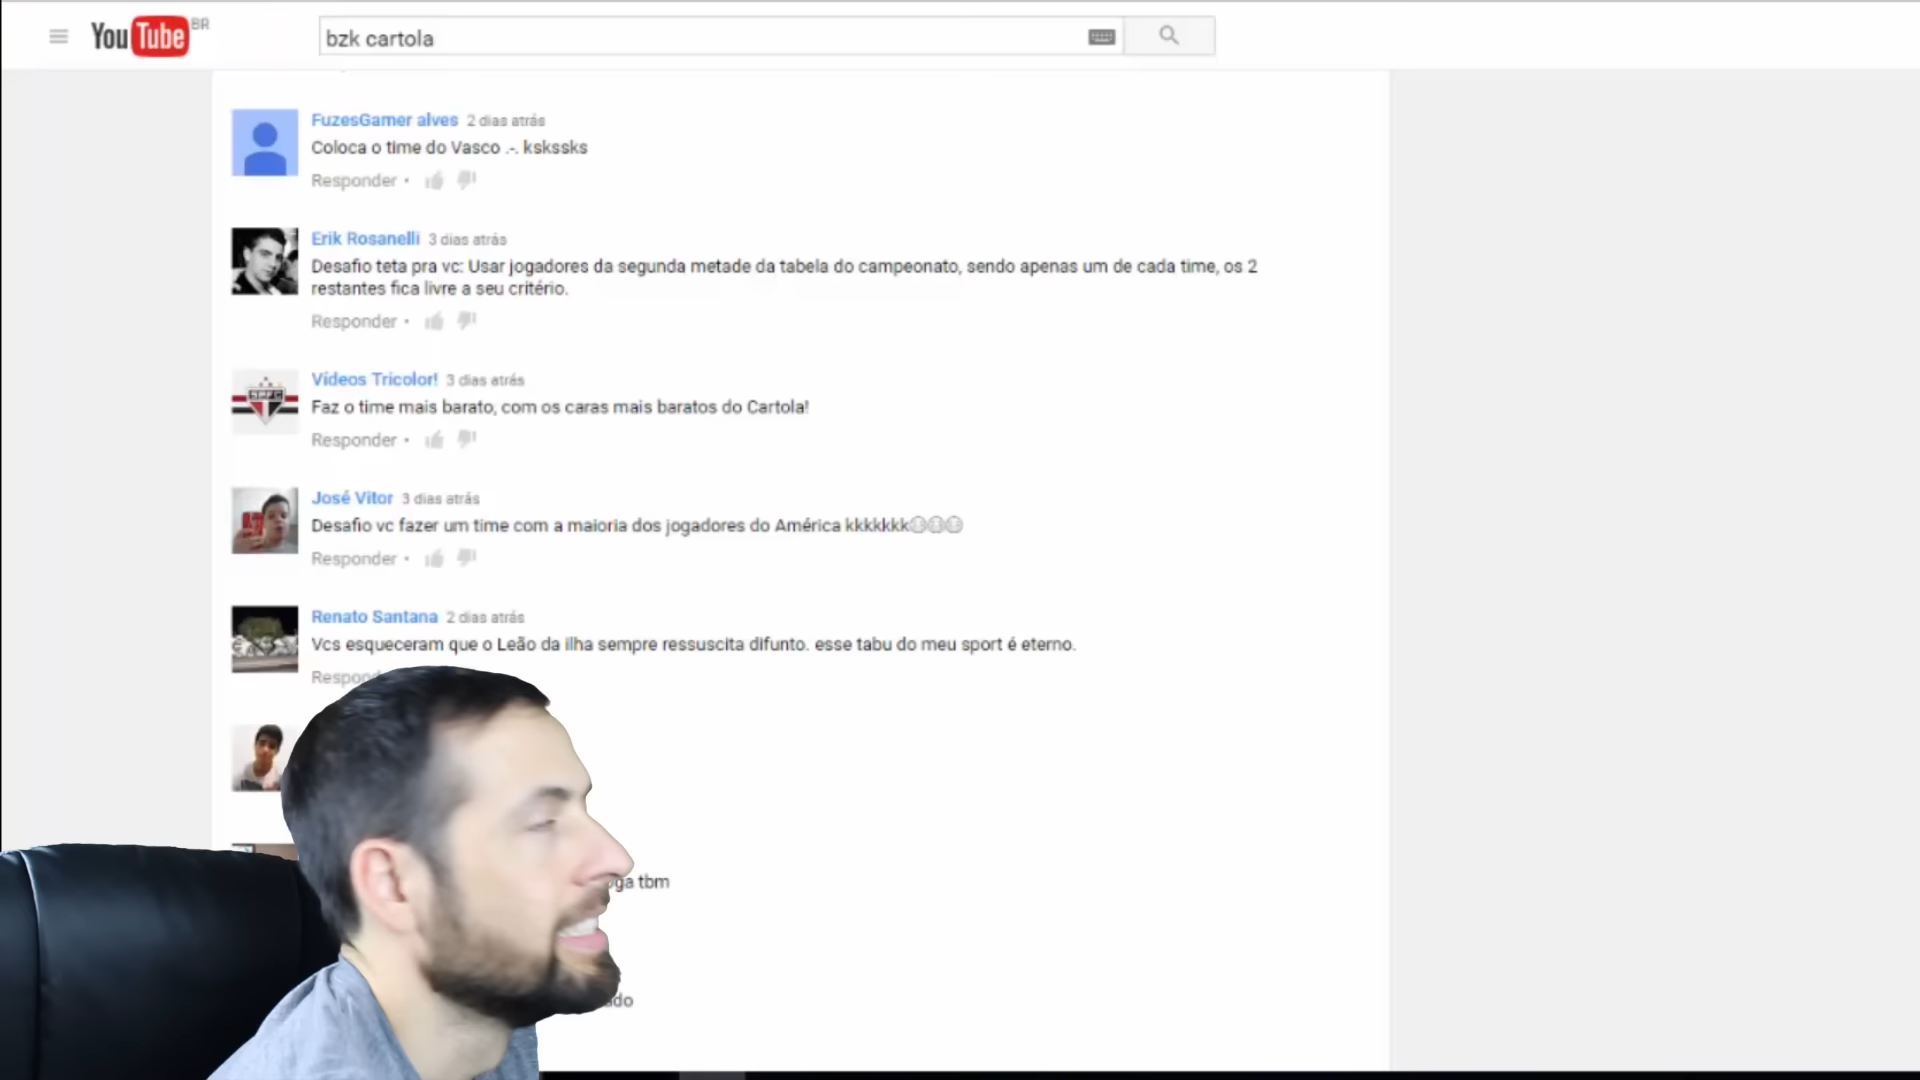 YouTube BR
bzk cartola
FuzesGamer alves 2 dias atrás
Coloca o time do Vasco .-. kskssks
Responder •
Erik Rosanelli 3 dias atrás
Desafio teta pra vc: Usar jogadores da segunda metade da tabela do campeonato, sendo apenas um de cada time, os 2
restantes fica livre a seu critério.
Responder •
Vídeos Tricolor! 3 dias atrás
Faz o time mais barato, com os caras mais baratos do Cartola!
Responder •
SPFC
José Vitor 3 dias atrás
Desafio vc fazer um time com a maioria dos jogadores do América kkkkkkk
Responder •
Renato Santana 2 dias atrás
Vcs esqueceram que o Leão da ilha sempre ressuscita difunto. esse tabu do meu sport é eterno.
Respond
tbm